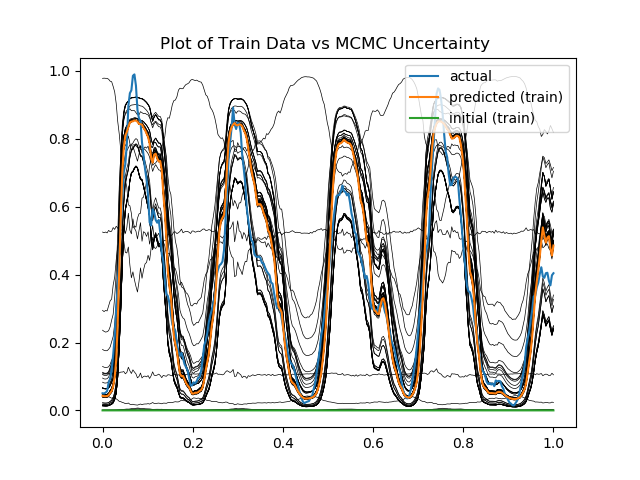 Plot of Train Data vs MCMC Uncertainty
actual
predicted (train)
initial (train)
1.0
0.8
0.6
0.4
0.2
0.0
0.0 0.2 0.4 0.6 0.8 1.0